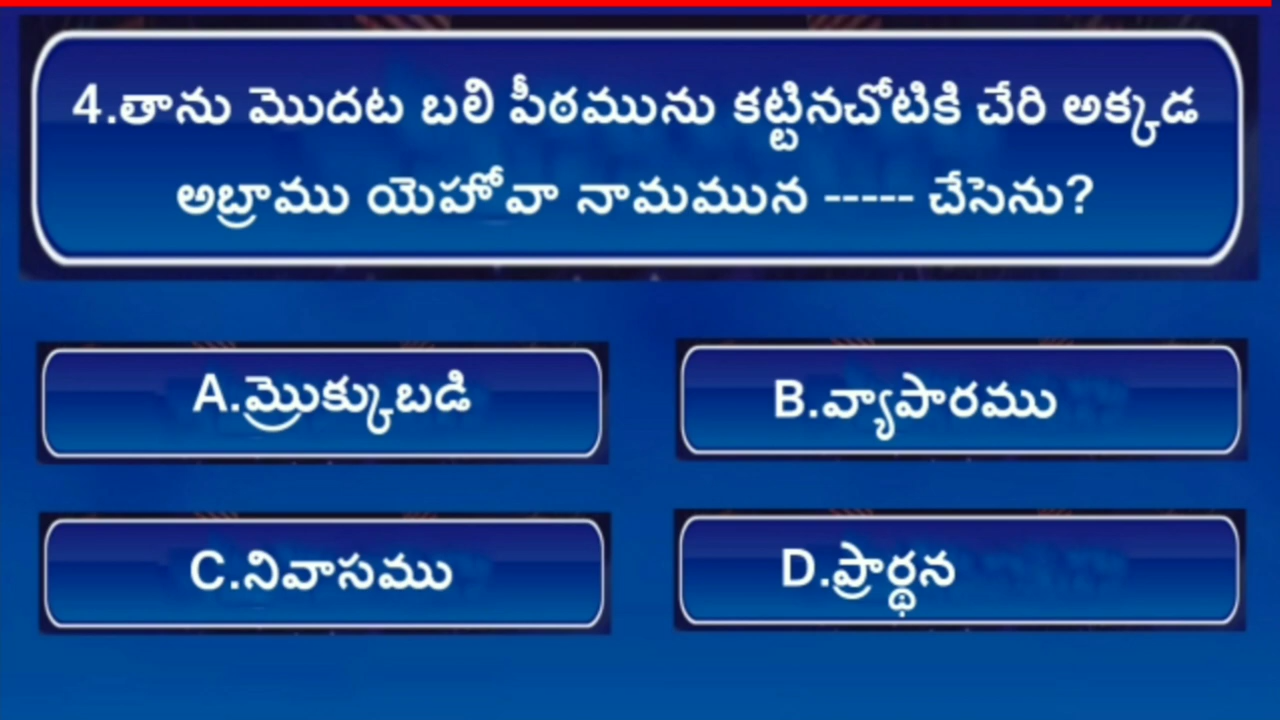 4.తాను మొదట బలి పీఠమును కట్టినచోటికి చేరి అక్కడ
అబ్రాము యెహోవా నామమున ----- చేసెను?
A.మ్రొక్కుబడి
B.వ్యాపారము
C.నివాసము
D.ప్రార్థన